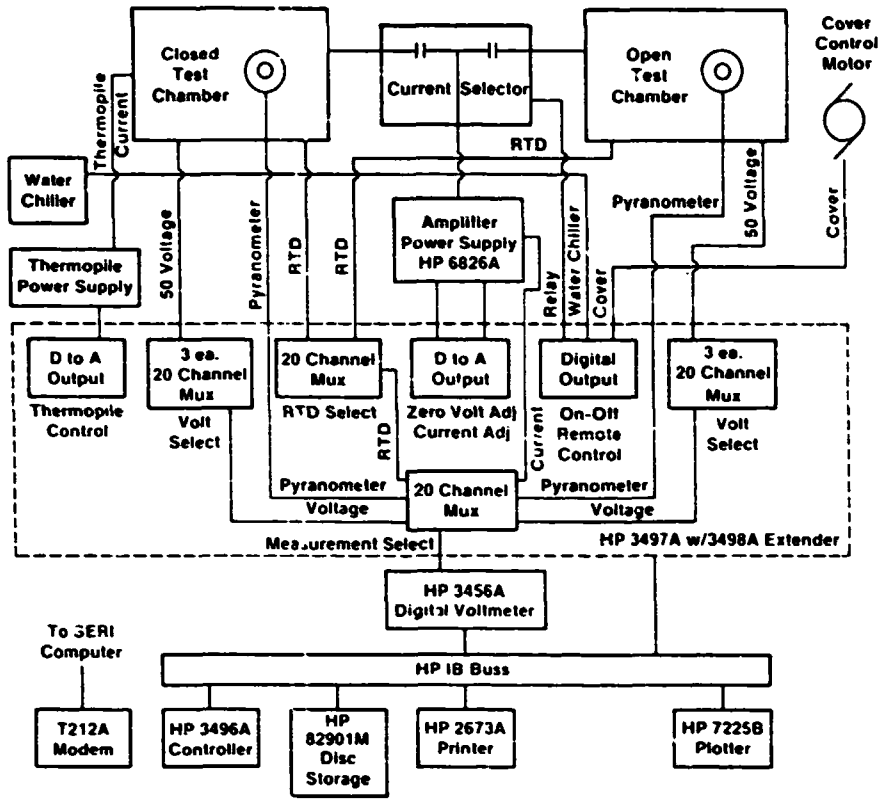 Closed
Test
Chamber
Current Selector
Open
Test
Chamber
Cover
Control
Motor
Thermopile
Current
RTD
Water
Chiller
50 Voltage
Pyranometer
RTD
RTD
Amplifier
Power Supply
HP 6826A
Pyranometer
50 Voltage
Cover
Thermopile
Power Supply
Relay
Water Chiller
Cover
D to A
Output
3 ea.
20 Channel
Mux
20 Channel
Mux
D to A
Output
Digital
Output
3 ea.
20 Channel
Mux
Thermopile
Control
Volt
Select
RTD Select
Zero Volt Adj
Current Adj
On-Off
Remote
Control
Volt
Select
RTD
Current
Pyranometer
Voltage
20 Channel
Mux
Pyranometer
Voltage
Measurement Select
HP 3497A w/3498A Extender
HP 3456A
Digital Voltmeter
To SERI
Computer
HP IB Buss
T212A
Modem
HP 3496A
Controller
HP
82901M
Disc
Storage
HP 2673A
Printer
HP 7225B
Plotter